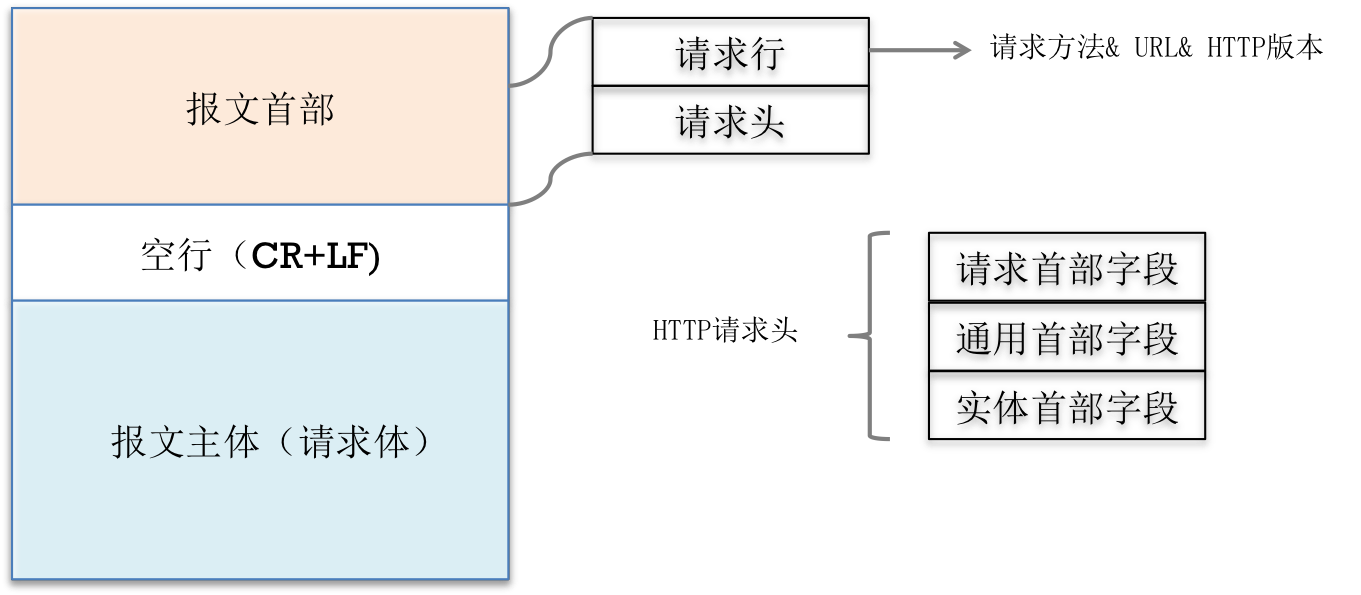 报文首部
空行（CR+LF)
报文主体（请求体）
请求行
请求头
请求方法& URL& HTTP版本
HTTP请求头
请求首部字段
通用首部字段
实体首部字段